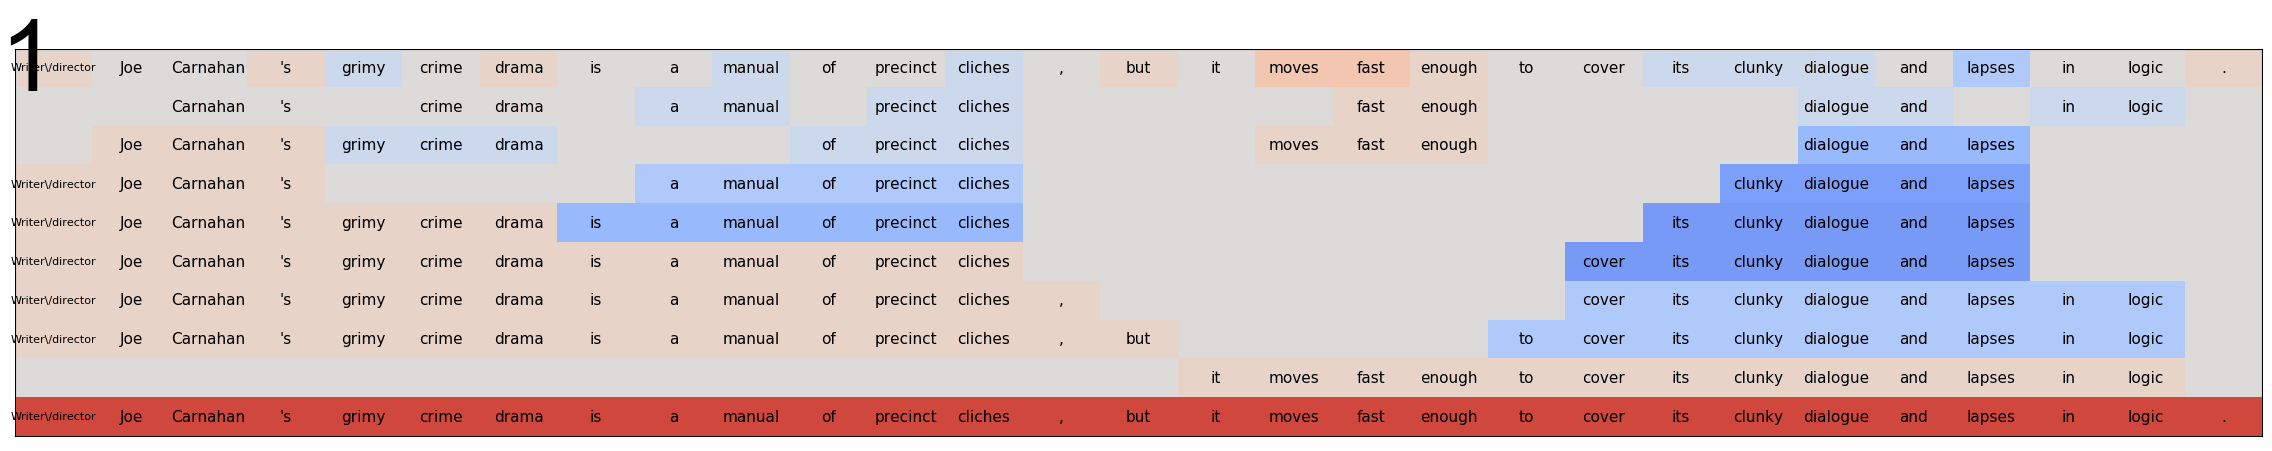 1
Writer\/director Joe Carnahan 's grimy crime drama is a manual of precinct cliches , but it moves fast enough to cover its clunky dialogue and lapses in logic .
Carnahan 's crime drama a manual precinct cliches fast enough dialogue and in logic
Joe Carnahan 's grimy crime drama of precinct cliches moves fast enough dialogue and lapses
Writer\/director Joe Carnahan 's a manual of precinct cliches clunky dialogue and lapses
Writer\/director Joe Carnahan 's grimy crime drama is a manual of precinct cliches its clunky dialogue and lapses
Writer\/director Joe Carnahan 's grimy crime drama is a manual of precinct cliches cover its clunky dialogue and lapses
Writer\/director Joe Carnahan 's grimy crime drama is a manual of precinct cliches , cover its clunky dialogue and lapses in logic
Writer\/director Joe Carnahan 's grimy crime drama is a manual of precinct cliches , but to cover its clunky dialogue and lapses in logic
it moves fast enough to cover its clunky dialogue and lapses in logic
Writer\/director Joe Carnahan 's grimy crime drama is a manual of precinct cliches , but it moves fast enough to cover its clunky dialogue and lapses in logic .